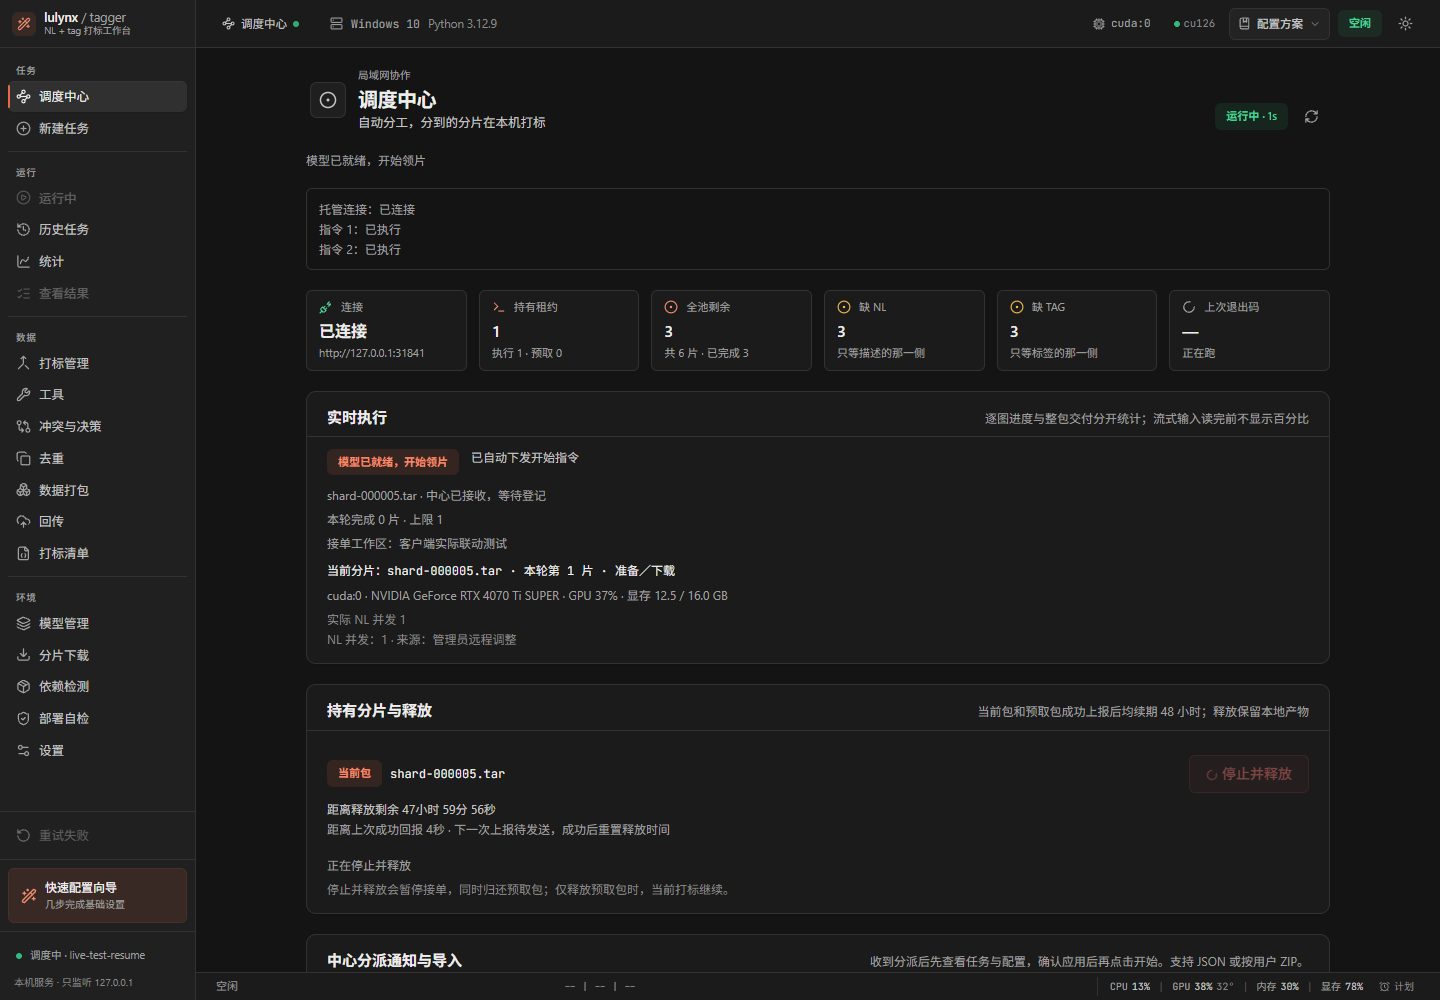 lulynx / tagger
NL + tag 打标工作台
任务
调度中心
新建任务
运行
运行中
历史任务
统计
查看结果
数据
打标管理
工具
冲突与决策
去重
数据打包
回传
打标清单
环境
模型管理
分片下载
依赖检测
部署自检
设置
重试失败
快速配置向导
几步完成基础设置
调度中 · live-test-resume
本机服务 · 只监听 127.0.0.1
调度中心
Windows 10 Python 3.12.9
cuda:0
cu126
配置方案
空闲
局域网协作
调度中心
自动分工，分到的分片在本机打标
运行中 · 1s
模型已就绪，开始领片
托管连接：已连接
指令 1：已执行
指令 2：已执行
连接
已连接
http://127.0.0.1:31841
持有租约
1
执行 1 · 预取 0
全池剩余
3
共 6 片 · 已完成 3
缺 NL
3
只等描述的那一侧
缺 TAG
3
只等标签的那一侧
上次退出码
—
正在跑
实时执行
逐图进度与整包交付分开统计；流式输入读完前不显示百分比
模型已就绪，开始领片
已自动下发开始指令
shard-000005.tar · 中心已接收，等待登记
本轮完成 0 片 · 上限 1
接单工作区：客户端实际联动测试
当前分片：shard-000005.tar · 本轮第 1 片 · 准备／下载
cuda:0 · NVIDIA GeForce RTX 4070 Ti SUPER · GPU 37% · 显存 12.5 / 16.0 GB
实际 NL 并发 1
NL 并发：1 · 来源：管理员远程调整
持有分片与释放
当前包和预取包成功上报后均续期 48 小时；释放保留本地产物
当前包
shard-000005.tar
停止并释放
距离释放剩余 47小时 59分 56秒
距离上次成功回报 4秒 · 下一次上报待发送，成功后重置释放时间
正在停止并释放
停止并释放会暂停接单，同时归还预取包；仅释放预取包时，当前打标继续。
中心分派通知与导入
收到分派后先查看任务与配置，确认应用后再点击开始。支持 JSON 或按用户 ZIP。
空闲
-- | -- | --
CPU 13% | GPU 38% 32° | 内存 30% | 显存 78%
计划